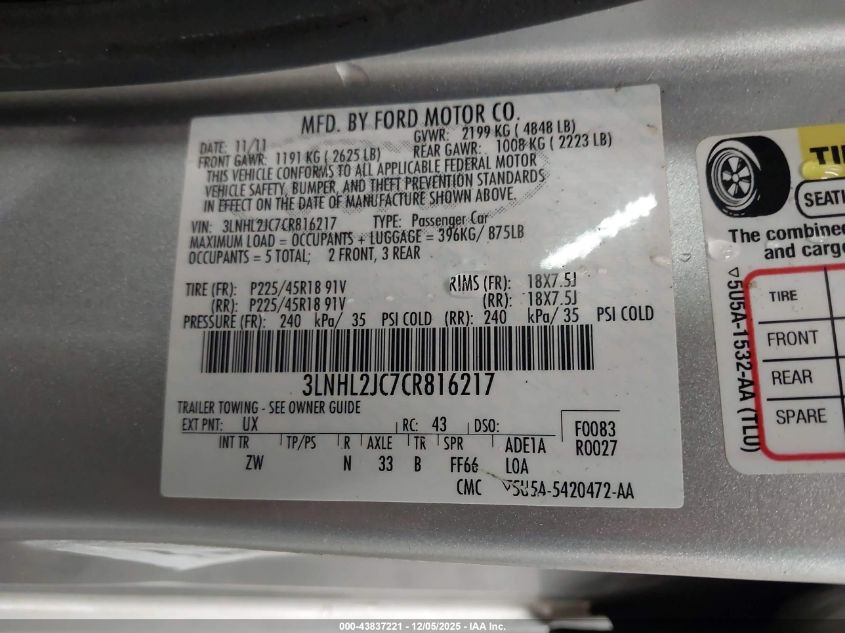 MFD. BY FORD MOTOR CO.
DATE: 11/11 GVWR: 2199 KG ( 4848 LB)
FRONT GAWR: 1191 KG ( 2625 LB) REAR GAWR: 1008 KG ( 2223 LB)
THIS VEHICLE CONFORMS TO ALL APPLICABLE FEDERAL MOTOR
VEHICLE SAFETY, BUMPER, AND THEFT PREVENTION STANDARDS
IN EFFECT ON THE DATE OF MANUFACTURE SHOWN ABOVE.
VIN: 3LNHL2JC7CR816217 TYPE: Passenger Car
MAXIMUM LOAD = OCCUPANTS + LUGGAGE = 396KG/ 875LB
OCCUPANTS = 5 TOTAL; 2 FRONT, 3 REAR
TIRE (FR): P225/45R18 91V RIMS (FR): 18X7.5J
(RR): P225/45R18 91V (RR): 18X7.5J
PRESSURE (FR): 240 kPa/ 35 PSI COLD (RR): 240 kPa/ 35 PSI COLD
3LNHL2JC7CR816217
TRAILER TOWING - SEE OWNER GUIDE
EXT PNT: UX RC: 43 DSO: F0083
INT TR TP/PS R AXLE TR SPR ADE1A R0027
ZW N 33 B FF66 LOA
CMC ▽5U5A-5420472-AA
TI
SEAT
The combined
and cargo
TIRE
FRONT
REAR
SPARE
▽5U5A-1532-AA (TLU)
000-43837221 - 12/05/2025 - IAA Inc.